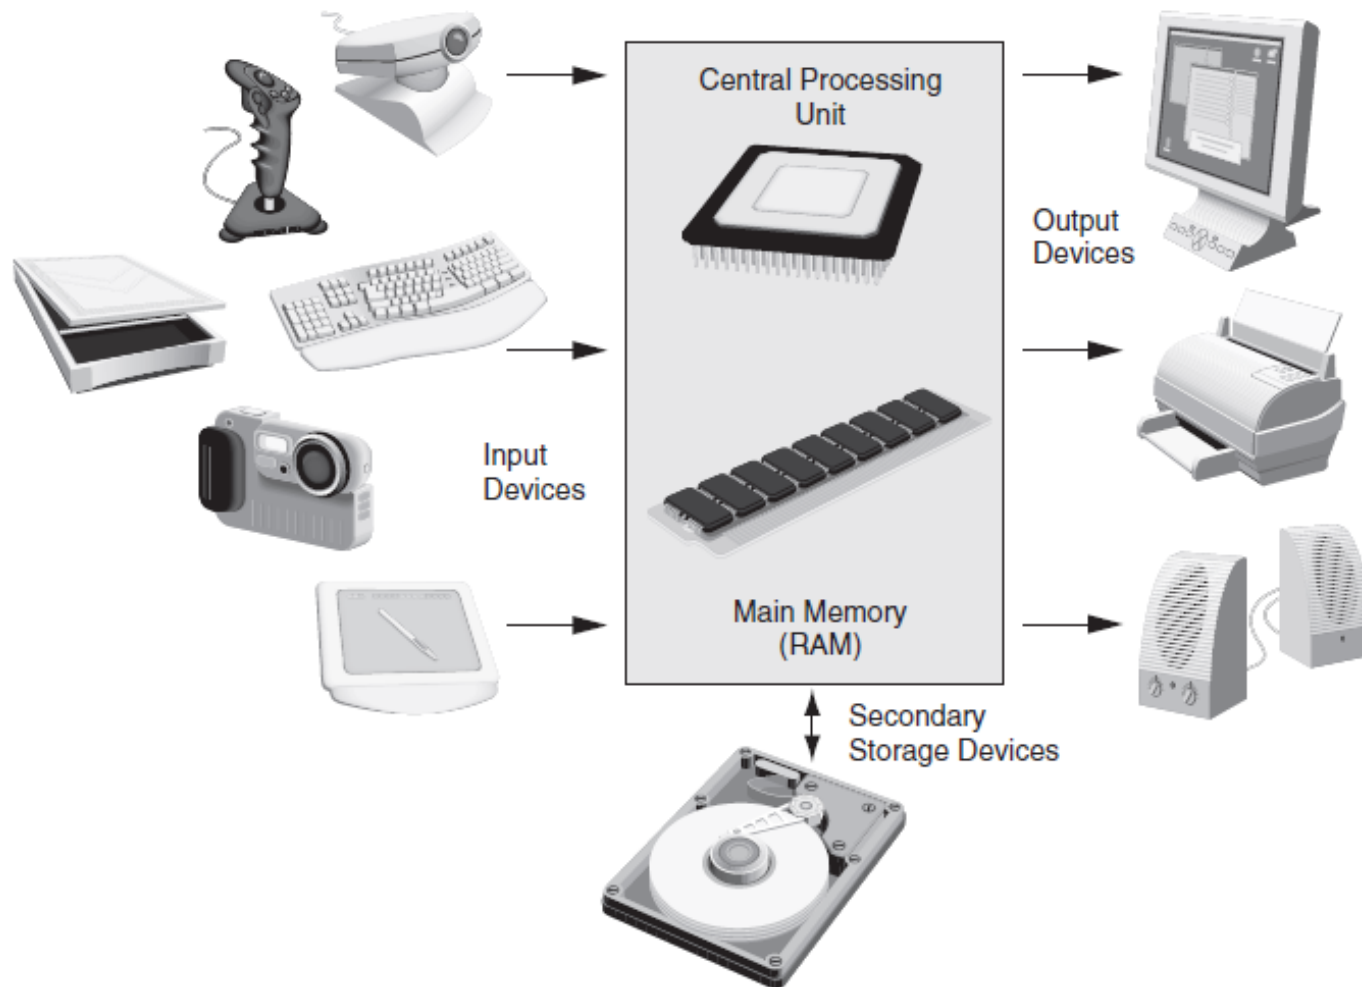 Central Processing
Unit
Output
Devices
Input
Devices
Main Memory
(RAM)
Secondary
Storage Devices